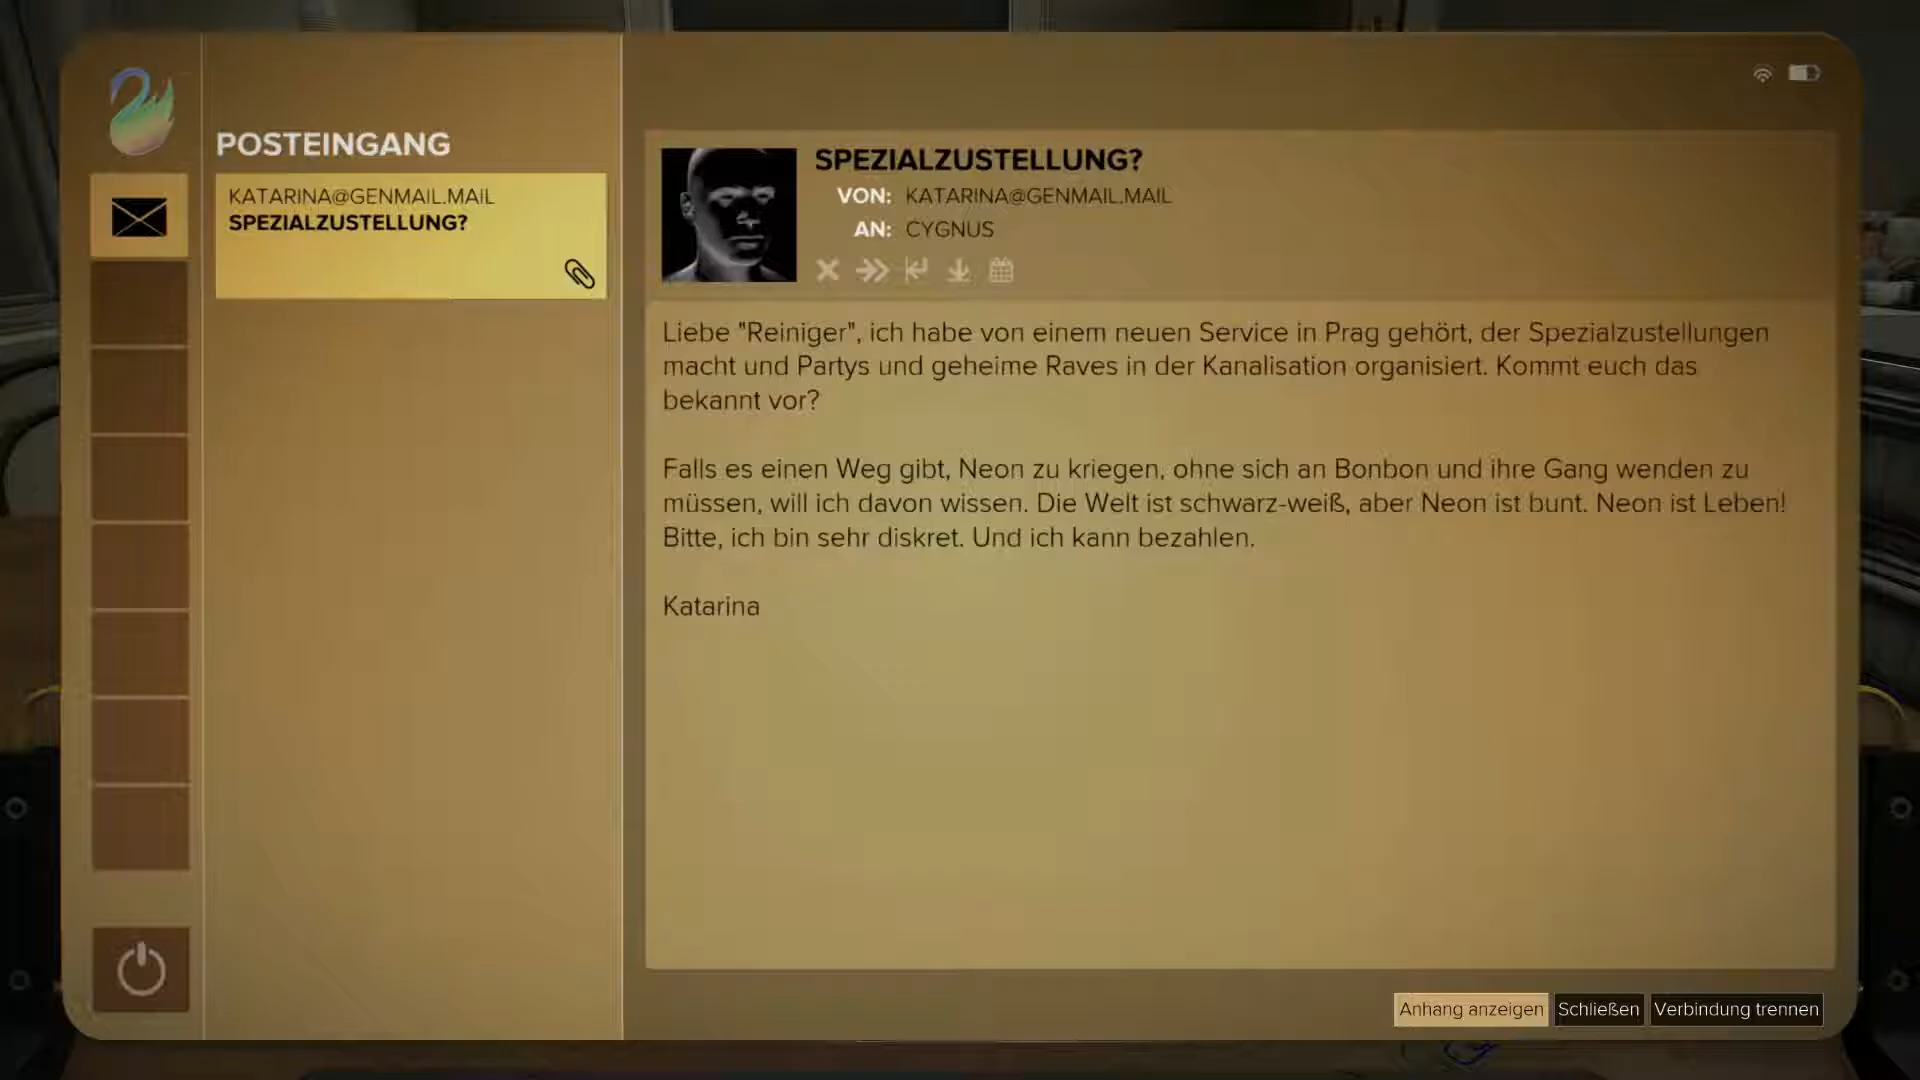 POSTEINGANG
KATARINA@GENMAIL.MAIL
SPEZIALZUSTELLUNG?
SPEZIALZUSTELLUNG?
VON: KATARINA@GENMAIL.MAIL
AN: CYGNUS
Liebe "Reiniger", ich habe von einem neuen Service in Prag gehört, der Spezialzustellungen
macht und Partys und geheime Raves in der Kanalisation organisiert. Kommt euch das
bekannt vor?
Falls es einen Weg gibt, Neon zu kriegen, ohne sich an Bonbon und ihre Gang wenden zu
müssen, will ich davon wissen. Die Welt ist schwarz-weiß, aber Neon ist bunt. Neon ist Leben!
Bitte, ich bin sehr diskret. Und ich kann bezahlen.
Katarina
Anhang anzeigen Schließen Verbindung trennen